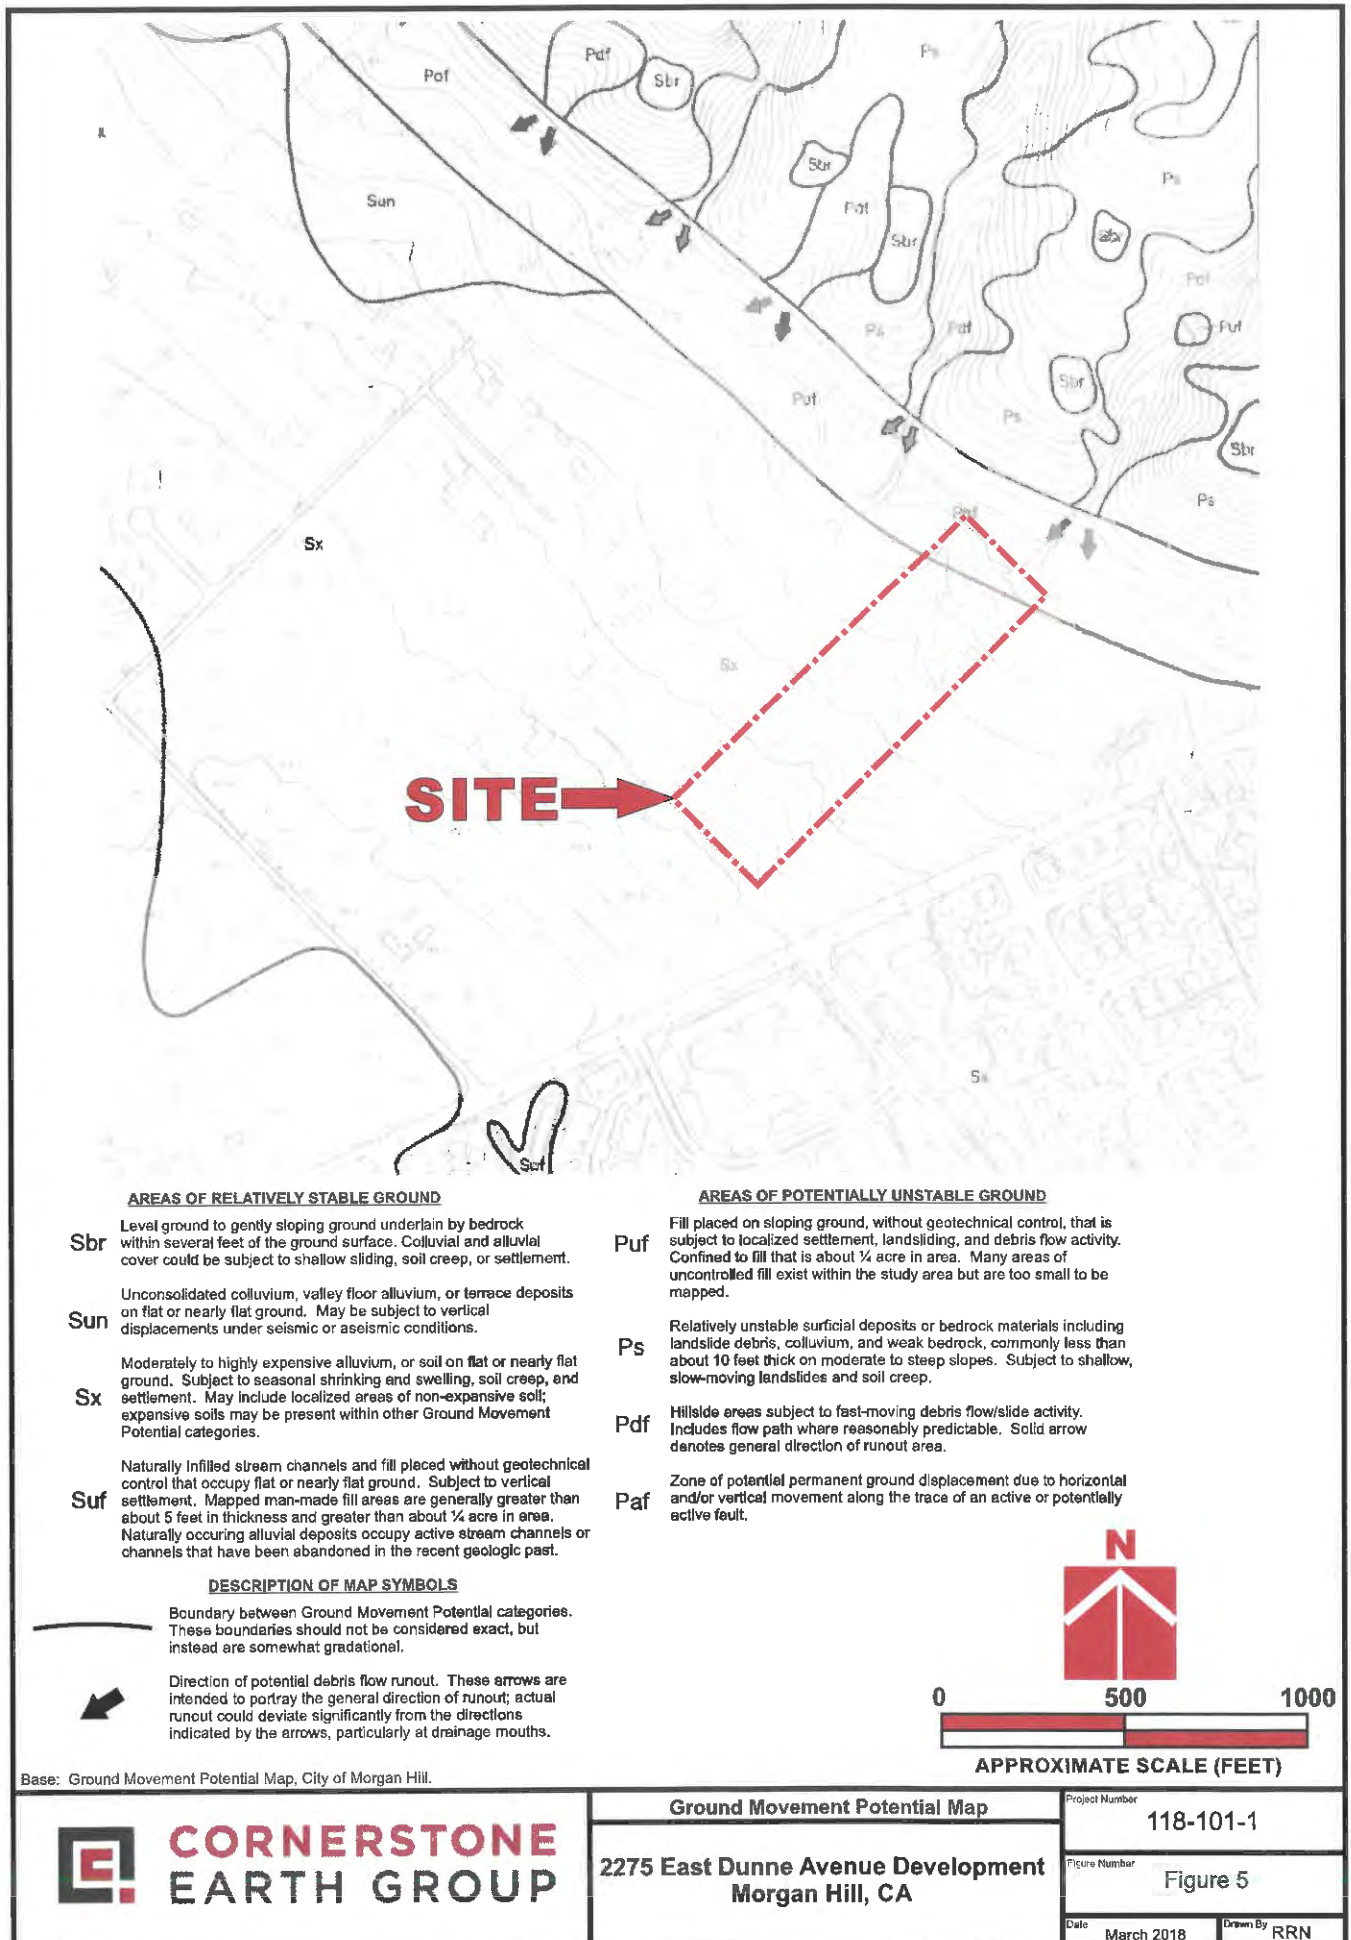 Pof
Pdf
Sbr
Ps
Sbr
Ps
Sun
Pdf
Sbr
Sbr
Puf
Ps
Pdf
Sbr
Puf
Ps
Sbr
Ps
Sx
Sx
SITE
Sx
Suf
AREAS OF RELATIVELY STABLE GROUND
Sbr
Level ground to gently sloping ground underlain by bedrock
within several feet of the ground surface. Colluvial and alluvial
cover could be subject to shallow sliding, soil creep, or settlement.
Sun
Unconsolidated colluvium, valley floor alluvium, or terrace deposits
on flat or nearly flat ground. May be subject to vertical
displacements under seismic or aseismic conditions.
Sx
Moderately to highly expensive alluvium, or soil on flat or nearly flat
ground. Subject to seasonal shrinking and swelling, soil creep, and
settlement. May include localized areas of non-expansive soil;
expansive soils may be present within other Ground Movement
Potential categories.
Suf
Naturally infilled stream channels and fill placed without geotechnical
control that occupy flat or nearly flat ground. Subject to vertical
settlement. Mapped man-made fill areas are generally greater than
about 5 feet in thickness and greater than about ¼ acre in area.
Naturally occuring alluvial deposits occupy active stream channels or
channels that have been abandoned in the recent geologic past.
AREAS OF POTENTIALLY UNSTABLE GROUND
Puf
Fill placed on sloping ground, without geotechnical control, that is
subject to localized settlement, landsliding, and debris flow activity.
Confined to fill that is about ¼ acre in area. Many areas of
uncontrolled fill exist within the study area but are too small to be
mapped.
Ps
Relatively unstable surficial deposits or bedrock materials including
landslide debris, colluvium, and weak bedrock, commonly less than
about 10 feet thick on moderate to steep slopes. Subject to shallow,
slow-moving landslides and soil creep.
Pdf
Hillside areas subject to fast-moving debris flow/slide activity.
Includes flow path where reasonably predictable. Solid arrow
denotes general direction of runout area.
Paf
Zone of potential permanent ground displacement due to horizontal
and/or vertical movement along the trace of an active or potentially
active fault.
DESCRIPTION OF MAP SYMBOLS
Boundary between Ground Movement Potential categories.
These boundaries should not be considered exact, but
instead are somewhat gradational.
Direction of potential debris flow runout. These arrows are
intended to portray the general direction of runout; actual
runout could deviate significantly from the directions
indicated by the arrows, particularly at drainage mouths.
N
0 500 1000
APPROXIMATE SCALE (FEET)
Base: Ground Movement Potential Map, City of Morgan Hill.
CORNERSTONE
EARTH GROUP
Ground Movement Potential Map
2275 East Dunne Avenue Development
Morgan Hill, CA
Project Number
118-101-1
Figure Number
Figure 5
Date
March 2018
Drawn By
RRN